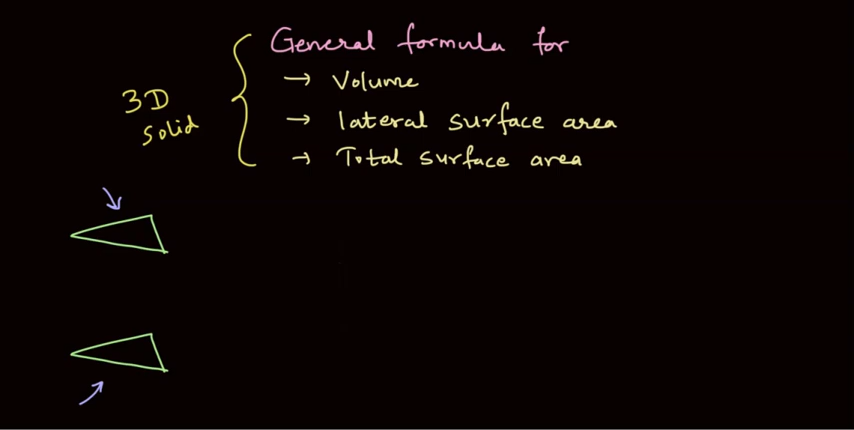 General formula for
→ Volume
3D
solid
→ lateral surface area
→ Total surface area